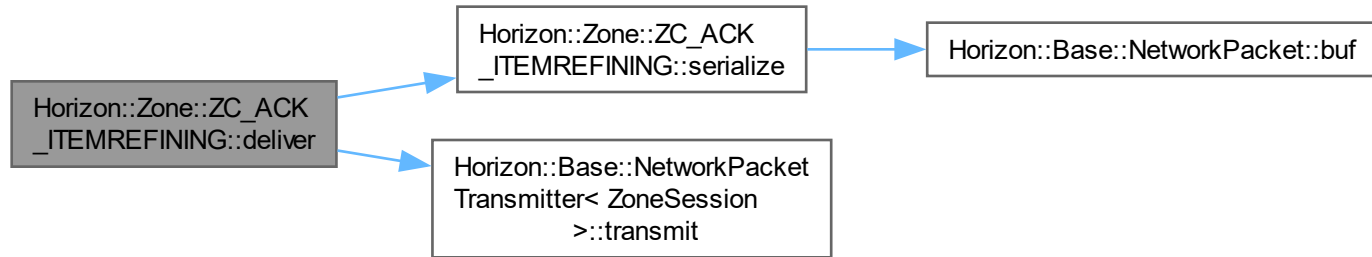 Horizon::Zone::ZC_ACK
_ITEMREFINING::deliver
Horizon::Zone::ZC_ACK
_ITEMREFINING::serialize
Horizon::Base::NetworkPacket::buf
Horizon::Base::NetworkPacket
Transmitter< ZoneSession
>::transmit